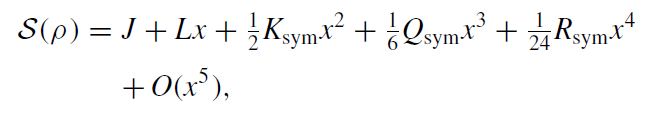 𝒮(ρ) = J + Lx + ½K_sym x² + ⅙Q_sym x³ + 1/24 R_sym x⁴
+ O(x⁵),